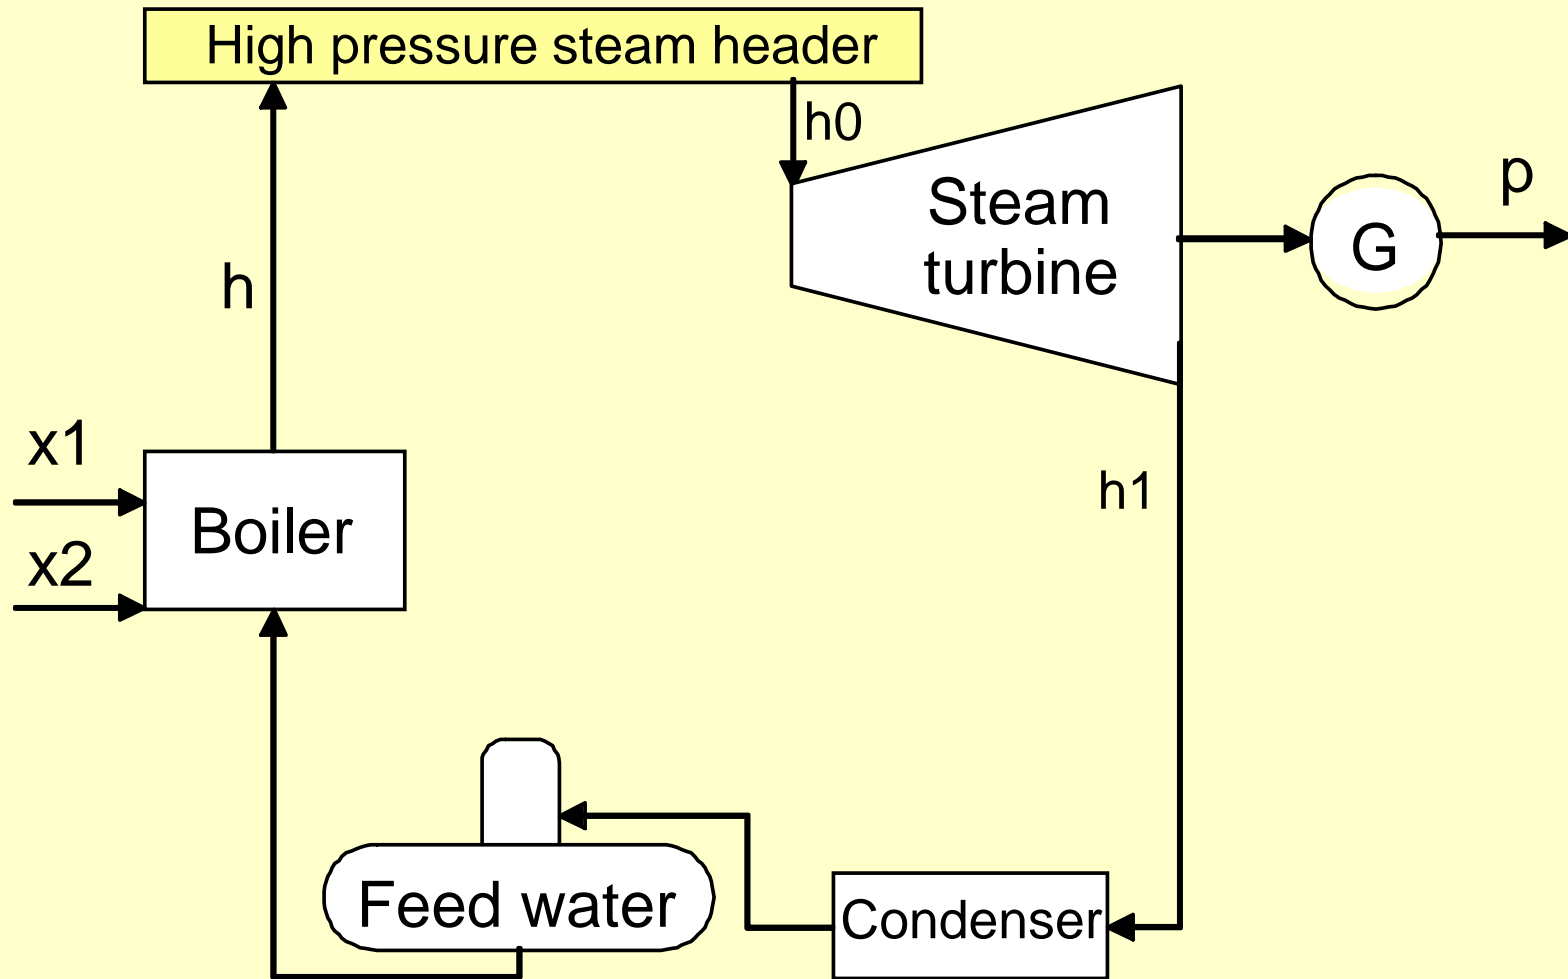 High pressure steam header
h0
Steam
turbine
G
p
h
x1
x2
Boiler
h1
Feed water
Condenser